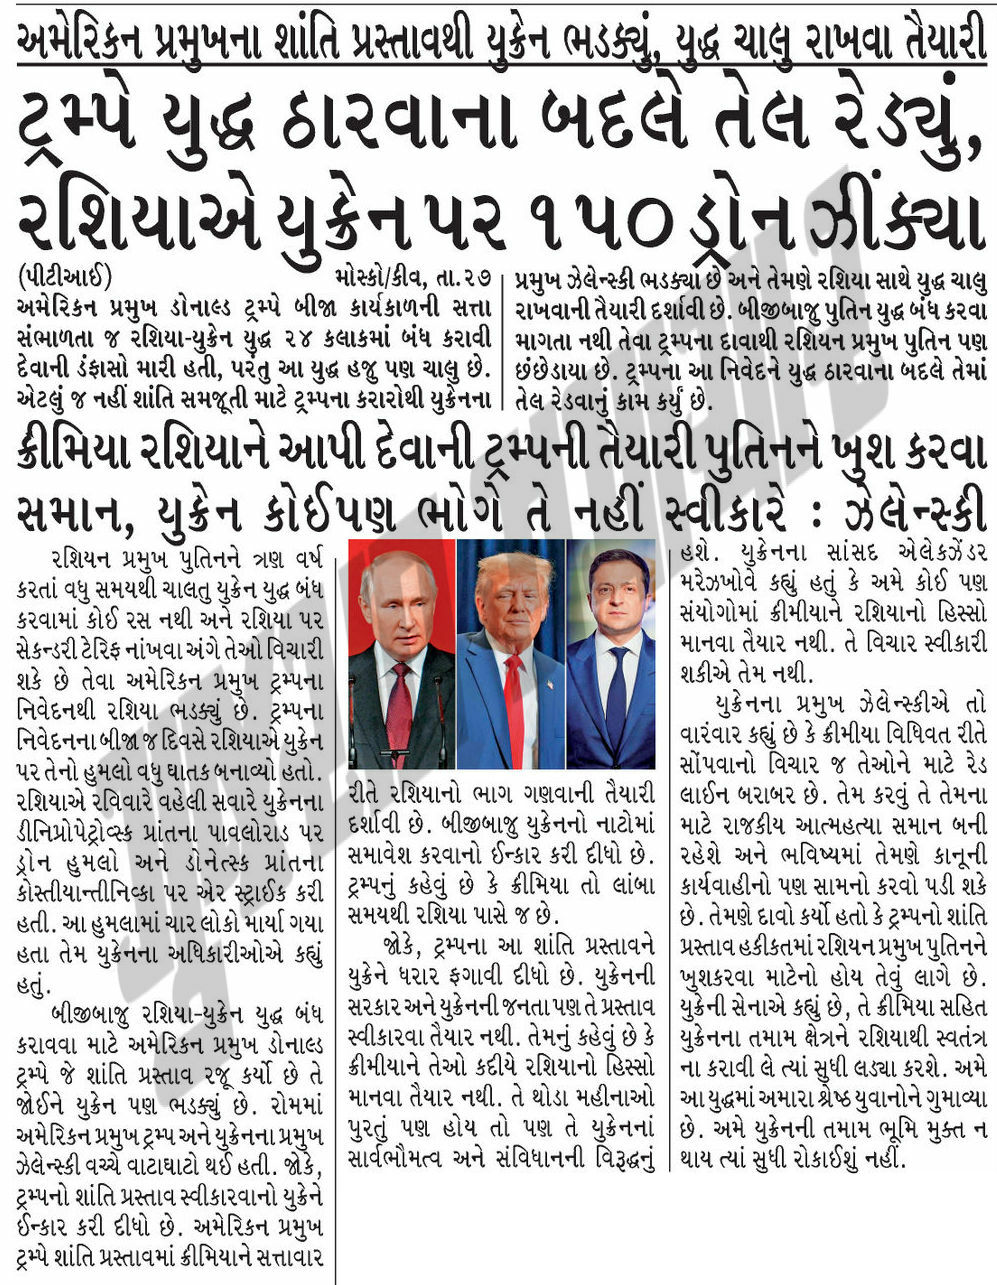 અમેરિકન પ્રમુખના શાંતિ પ્રસ્તાવથી યુક્રેન ભડક્યું, યુદ્ધ ચાલુ રાખવા તૈયારી
ટ્રમ્પે યુદ્ધ ઠારવાના બદલે તેલ રેડ્યું,
રશિયાએ યુક્રેન પર ૧૫૦ ડ્રોન ઝીંક્યા
(પીટીઆઈ) મોસ્કો/કીવ, તા.૨૭
અમેરિકન પ્રમુખ ડોનાલ્ડ ટ્રમ્પે બીજા કાર્યકાળની સત્તા
સંભાળતા જ રશિયા-યુક્રેન યુદ્ધ ૨૪ કલાકમાં બંધ કરાવી
દેવાની ડંફાસો મારી હતી, પરંતુ આ યુદ્ધ હજુ પણ ચાલુ છે.
એટલું જ નહીં શાંતિ સમજૂતી માટે ટ્રમ્પના કરારોથી યુક્રેનના
પ્રમુખ ઝેલેન્સ્કી ભડક્યા છે અને તેમણે રશિયા સાથે યુદ્ધ ચાલુ
રાખવાની તૈયારી દર્શાવી છે. બીજીબાજુ પુતિન યુદ્ધ બંધ કરવા
માગતા નથી તેવા ટ્રમ્પના દાવાથી રશિયન પ્રમુખ પુતિન પણ
છંછેડાયા છે. ટ્રમ્પના આ નિવેદને યુદ્ધ ઠારવાના બદલે તેમાં
તેલ રેડવાનું કામ કર્યું છે.
ક્રીમિયા રશિયાને આપી દેવાની ટ્રમ્પની તૈયારી પુતિનને ખુશ કરવા
સમાન, યુક્રેન કોઈપણ ભોગે તે નહીં સ્વીકારે : ઝેલેન્સ્કી
રશિયન પ્રમુખ પુતિનને ત્રણ વર્ષ
કરતાં વધુ સમયથી ચાલતુ યુક્રેન યુદ્ધ બંધ
કરવામાં કોઈ રસ નથી અને રશિયા પર
સેકન્ડરી ટેરિફ નાંખવા અંગે તેઓ વિચારી
શકે છે તેવા અમેરિકન પ્રમુખ ટ્રમ્પના
નિવેદનથી રશિયા ભડક્યું છે. ટ્રમ્પના
નિવેદનના બીજા જ દિવસે રશિયાએ યુક્રેન
પર તેનો હુમલો વધુ ઘાતક બનાવ્યો હતો.
રશિયાએ રવિવારે વહેલી સવારે યુક્રેનના
ડીનિપ્રોપેટ્રોવ્સ્ક પ્રાંતના પાવલોરાડ પર
ડ્રોન હુમલો અને ડોનેત્સ્ક પ્રાંતના
કોસ્તીયાન્તીનિવ્કા પર એર સ્ટ્રાઈક કરી
હતી. આ હુમલામાં ચાર લોકો માર્યા ગયા
હતા તેમ યુક્રેનના અધિકારીઓએ કહ્યું
હતું.
બીજીબાજુ રશિયા-યુક્રેન યુદ્ધ બંધ
કરાવવા માટે અમેરિકન પ્રમુખ ડોનાલ્ડ
ટ્રમ્પે જે શાંતિ પ્રસ્તાવ રજૂ કર્યો છે તે
જોઈને યુક્રેન પણ ભડક્યું છે. રોમમાં
અમેરિકન પ્રમુખ ટ્રમ્પ અને યુક્રેનના પ્રમુખ
ઝેલેન્સ્કી વચ્ચે વાટાઘાટો થઈ હતી. જોકે,
ટ્રમ્પનો શાંતિ પ્રસ્તાવ સ્વીકારવાનો યુક્રેને
ઈન્કાર કરી દીધો છે. અમેરિકન પ્રમુખ
ટ્રમ્પે શાંતિ પ્રસ્તાવમાં ક્રીમિયાને સત્તાવાર
રીતે રશિયાનો ભાગ ગણવાની તૈયારી
દર્શાવી છે. બીજીબાજુ યુક્રેનનો નાટોમાં
સમાવેશ કરવાનો ઈન્કાર કરી દીધો છે.
ટ્રમ્પનું કહેવું છે કે ક્રીમિયા તો લાંબા
સમયથી રશિયા પાસે જ છે.
જોકે, ટ્રમ્પના આ શાંતિ પ્રસ્તાવને
યુક્રેને ધરાર ફગાવી દીધો છે. યુક્રેનની
સરકાર અને યુક્રેનની જનતા પણ તે પ્રસ્તાવ
સ્વીકારવા તૈયાર નથી. તેમનું કહેવું છે કે
ક્રીમીયાને તેઓ કદીયે રશિયાનો હિસ્સો
માનવા તૈયાર નથી. તે થોડા મહીનાઓ
પુરતું પણ હોય તો પણ તે યુક્રેનનાં
સાર્વભૌમત્વ અને સંવિધાનની વિરૂદ્ધનું
હશે. યુક્રેનના સાંસદ એલેકઝેંડર
મરેઝખોવે કહ્યું હતું કે અમે કોઈ પણ
સંયોગોમાં ક્રીમીયાને રશિયાનો હિસ્સો
માનવા તૈયાર નથી. તે વિચાર સ્વીકારી
શકીએ તેમ નથી.
યુક્રેનના પ્રમુખ ઝેલેન્સ્કીએ તો
વારંવાર કહ્યું છે કે ક્રીમીયા વિધિવત રીતે
સોંપવાનો વિચાર જ તેઓને માટે રેડ
લાઈન બરાબર છે. તેમ કરવું તે તેમના
માટે રાજકીય આત્મહત્યા સમાન બની
રહેશે અને ભવિષ્યમાં તેમણે કાનૂની
કાર્યવાહીનો પણ સામનો કરવો પડી શકે
છે. તેમણે દાવો કર્યો હતો કે ટ્રમ્પનો શાંતિ
પ્રસ્તાવ હકીકતમાં રશિયન પ્રમુખ પુતિનને
ખુશકરવા માટેનો હોય તેવું લાગે છે.
યુક્રેની સેનાએ કહ્યું છે, તે ક્રીમિયા સહિત
યુક્રેનના તમામ ક્ષેત્રને રશિયાથી સ્વતંત્ર
ના કરાવી લે ત્યાં સુધી લડ્યા કરશે. અમે
આ યુદ્ધમાં અમારા શ્રેષ્ઠ યુવાનોને ગુમાવ્યા
છે. અમે યુક્રેનની તમામ ભૂમિ મુક્ત ન
થાય ત્યાં સુધી રોકાઈશું નહીં.